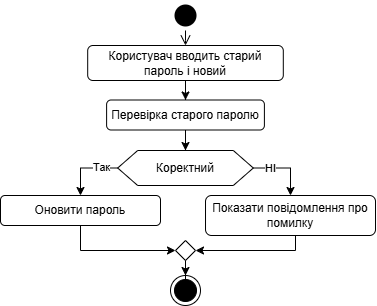 Користувач вводить старий
пароль і новий
Перевірка старого паролю
Коректний
Так
НІ
Оновити пароль
Показати повідомлення про
помилку